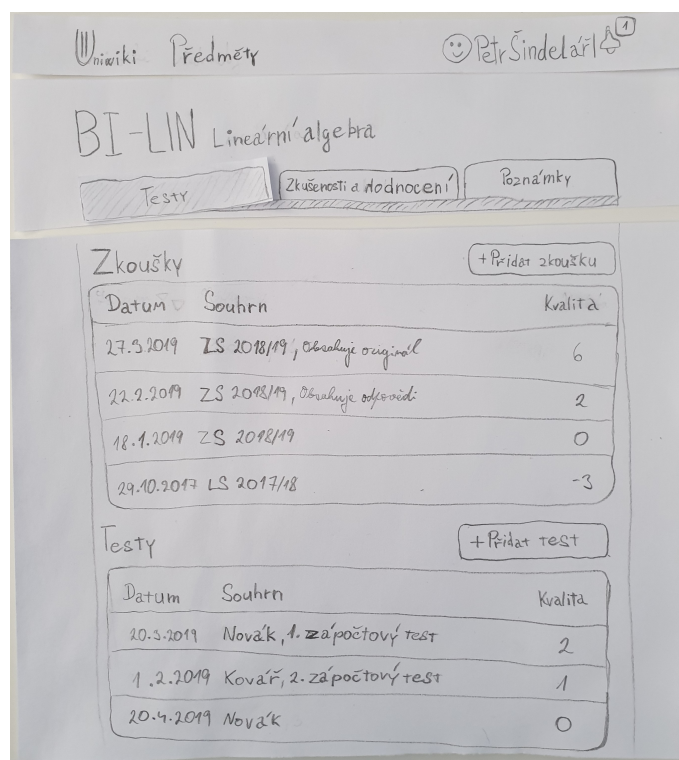 Uniwiki Předměty Petr Šindelář 1
BI-LIN Lineární algebra
Testy Zkušenosti a Hodnocení Poznámky
Zkoušky +Přidat zkoušku
Datum Souhrn Kvalita
27.5.2019 ZS 2018/19, Obsahuje originál 6
22.2.2019 ZS 2018/19, Obsahuje odpovědi 2
18.1.2019 ZS 2018/19 0
29.10.2017 LS 2017/18 -3
Testy +Přidat test
Datum Souhrn Kvalita
20.5.2019 Novák, 1. zápočtový test 2
1.2.2019 Kovář, 2. zápočtový test 1
20.4.2019 Novák 0